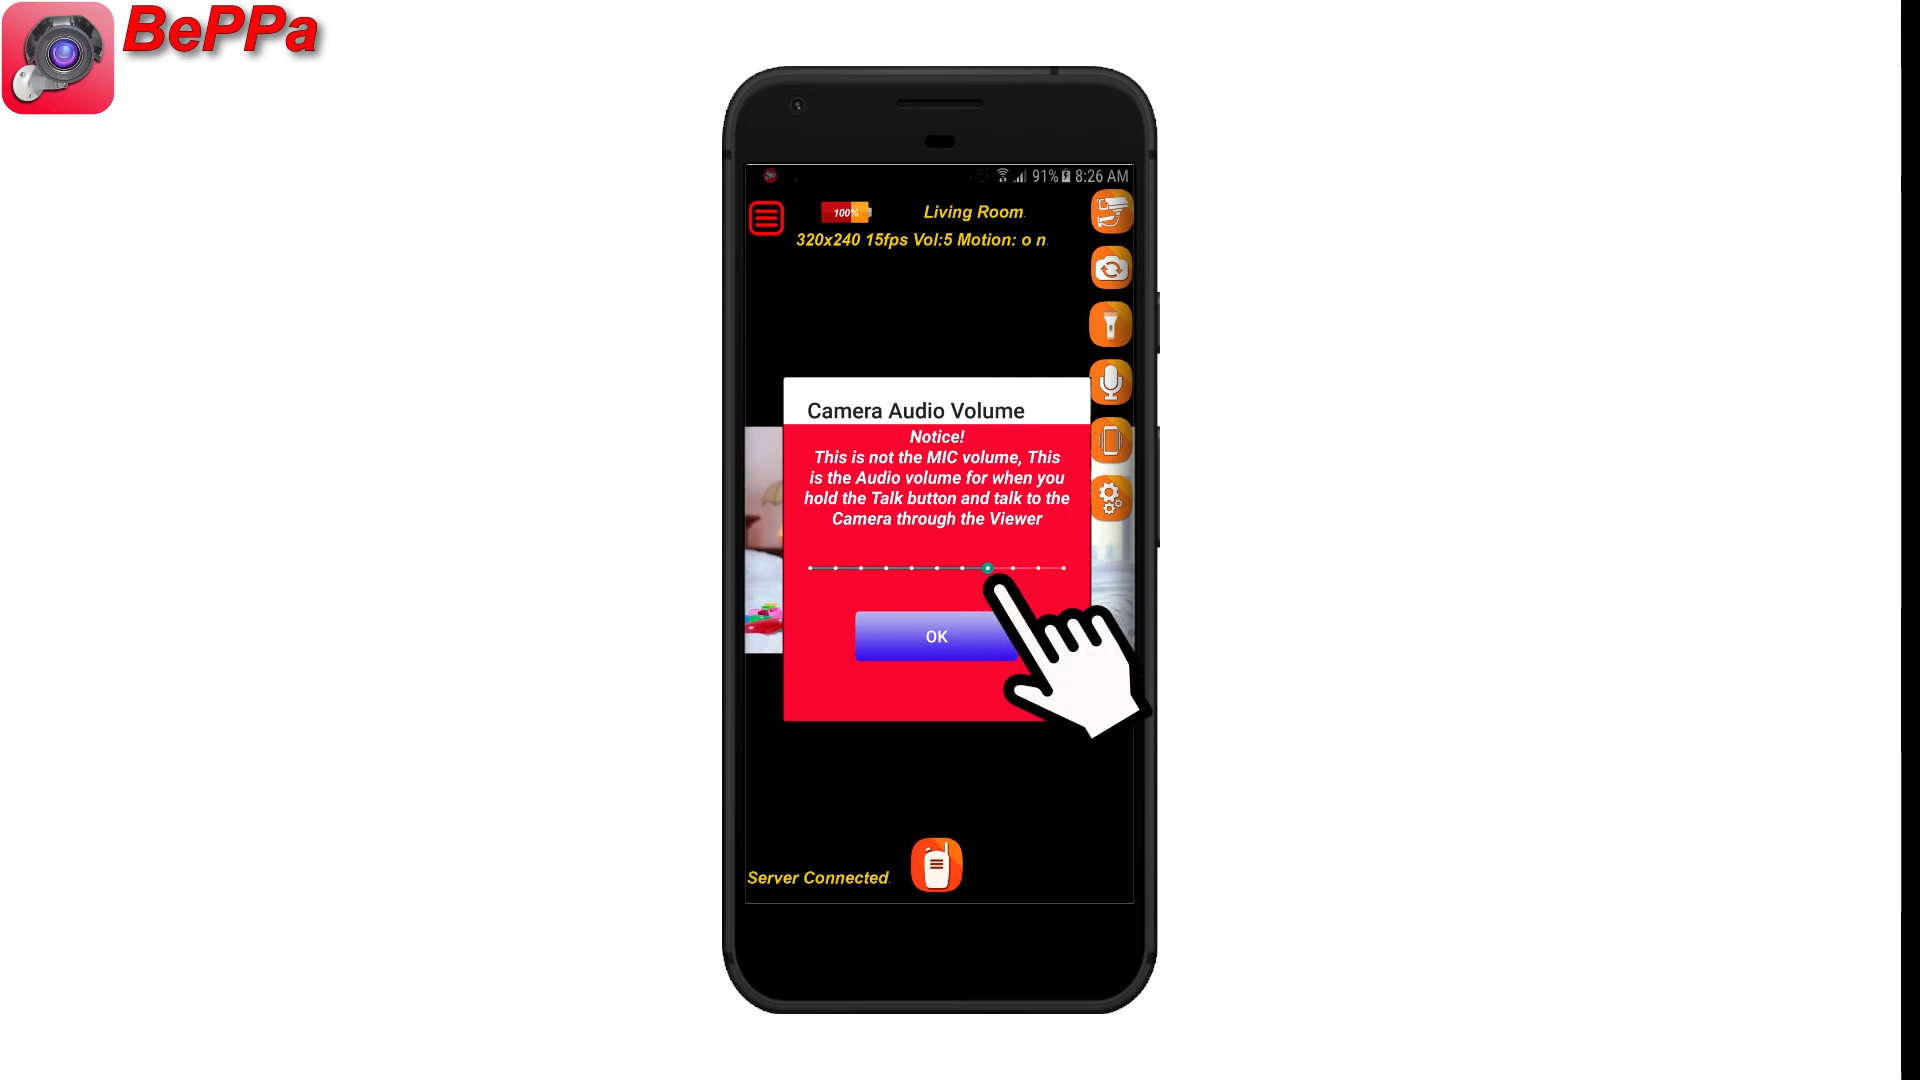 BePPa
91% 8:26 AM
100% Living Room
320x240 15fps Vol:5 Motion: o n
Camera Audio Volume
Notice!
This is not the MIC volume, This
is the Audio volume for when you
hold the Talk button and talk to the
Camera through the Viewer
OK
Server Connected